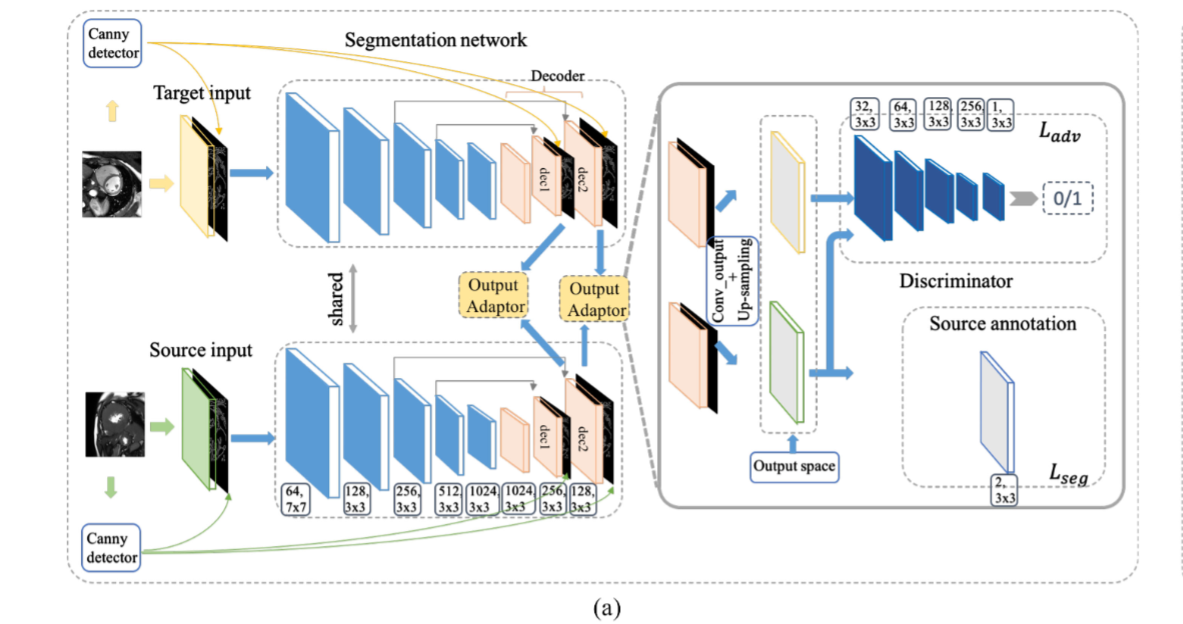 Canny
detector
Segmentation network
Decoder
Target input
dec1
dec2
shared
Output
Adaptor
Output
Adaptor
Source input
dec1
dec2
64,
7x7
128,
3x3
256,
3x3
512,
3x3
1024,
3x3
1024,
3x3
256,
3x3
128,
3x3
Canny
detector
32,
3x3
64,
3x3
128,
3x3
256,
3x3
1,
3x3
L_adv
0/1
Conv_output
+
Up-sampling
Discriminator
Source annotation
Output space
2,
3x3
L_seg
(a)